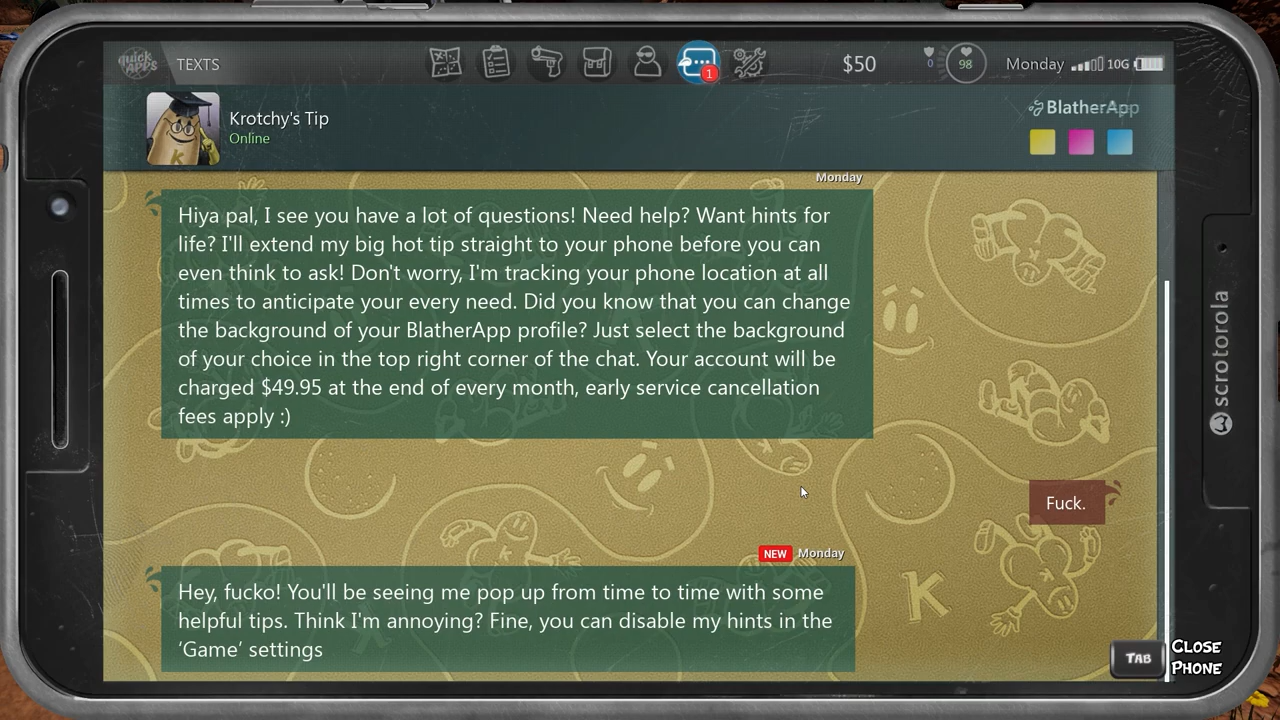 QUICK APPS
TEXTS
1
$50
0
98
Monday
10G
Krotchy's Tip
Online
BlatherApp
Monday
Hiya pal, I see you have a lot of questions! Need help? Want hints for
life? I'll extend my big hot tip straight to your phone before you can
even think to ask! Don't worry, I'm tracking your phone location at all
times to anticipate your every need. Did you know that you can change
the background of your BlatherApp profile? Just select the background
of your choice in the top right corner of the chat. Your account will be
charged $49.95 at the end of every month, early service cancellation
fees apply :)
Fuck.
NEW Monday
Hey, fucko! You'll be seeing me pop up from time to time with some
helpful tips. Think I'm annoying? Fine, you can disable my hints in the
‘Game’ settings
K
scrotorola
TAB
CLOSE
PHONE